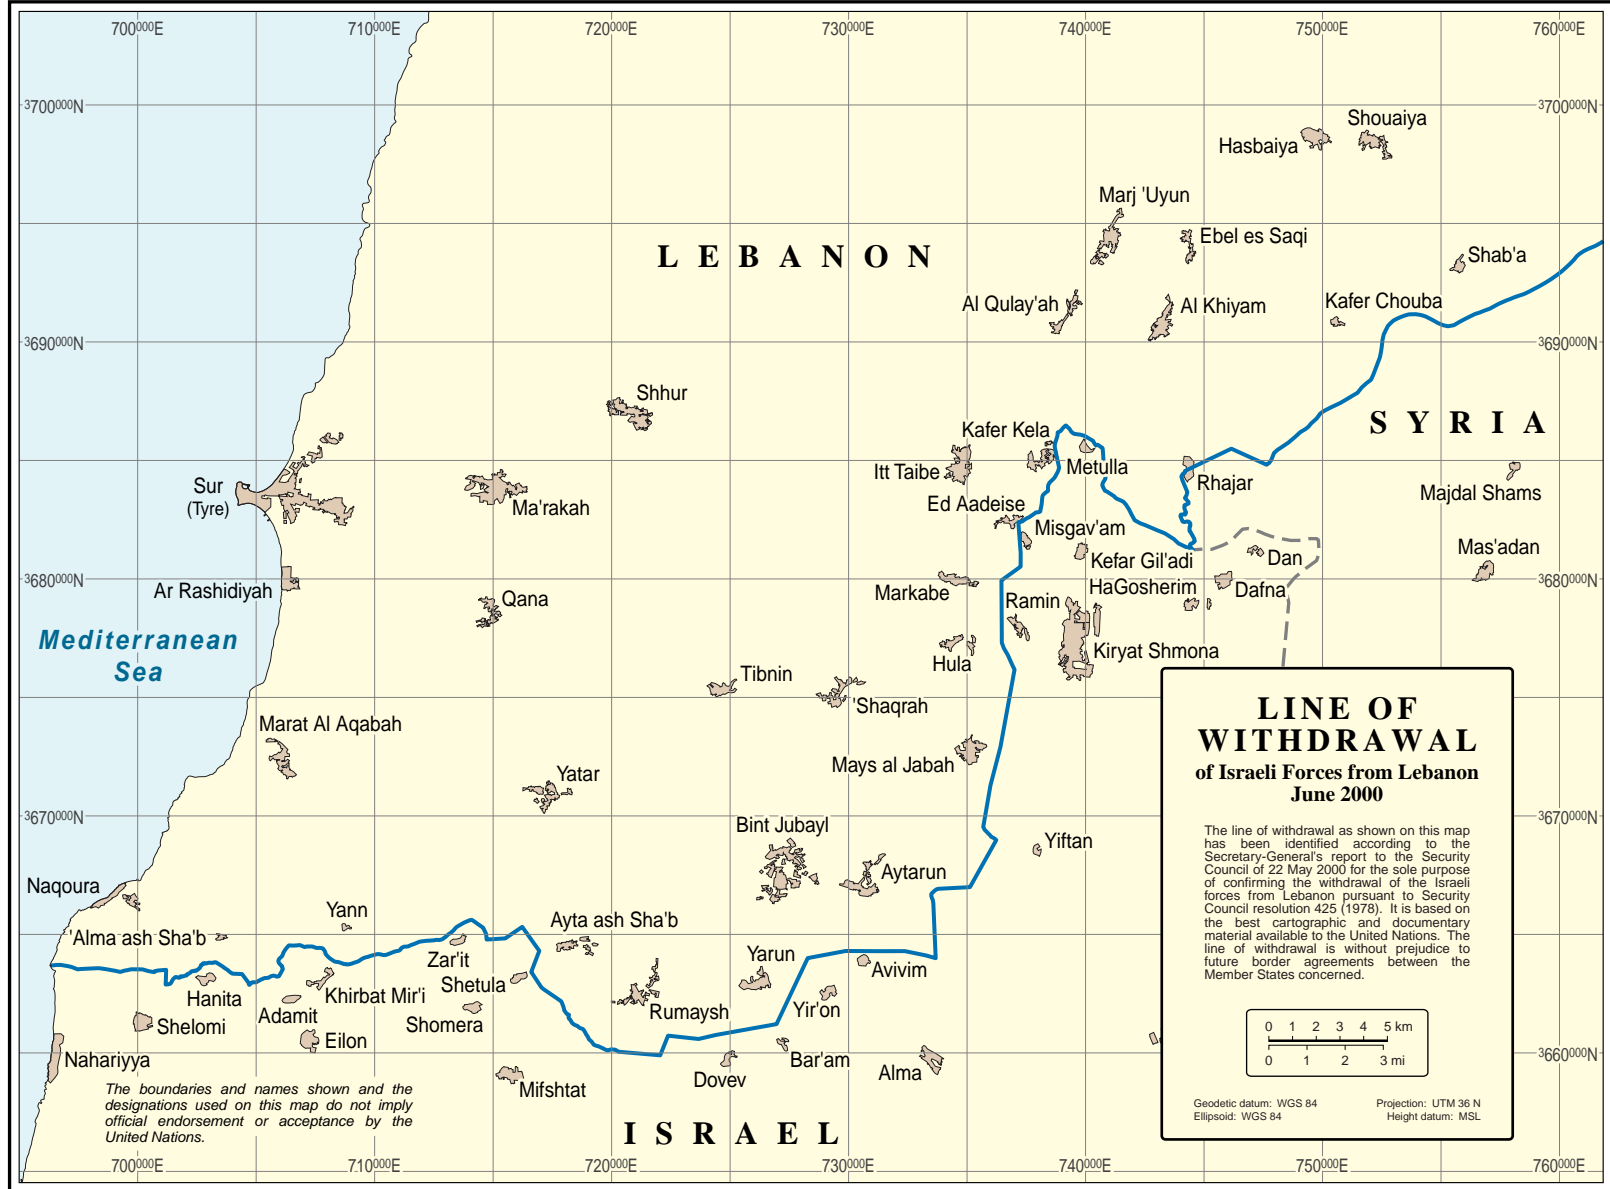 700000E 710000E 720000E 730000E 740000E 750000E 760000E
3700000N 3700000N
Shouaiya
Hasbaiya
Marj 'Uyun
LEBANON
Ebel es Saqi
Shab'a
Al Qulay'ah
Al Khiyam
Kafer Chouba
3690000N 3690000N
Shhur
SYRIA
Kafer Kela
Itt Taibe
Metulla
Rhajar
Majdal Shams
Sur
(Tyre)
Ma'rakah
Ed Aadeise
Misgav'am
Kefar Gil'adi
Dan
Mas'adan
3680000N 3680000N
Ar Rashidiyah
Qana
Markabe
Ramin
HaGosherim
Dafna
Mediterranean
Sea
Hula
Kiryat Shmona
Tibnin
'Shaqrah
Marat Al Aqabah
Mays al Jabah
Yatar
3670000N 3670000N
Bint Jubayl
Yiftan
Aytarun
Naqoura
Yann
Ayta ash Sha'b
'Alma ash Sha'b
Zar'it
Yarun
Avivim
Shetula
Hanita
Khirbat Mir'i
Adamit
Shomera
Rumaysh
Yir'on
Shelomi
Eilon
Nahariyya
Bar'am
Dovev
Alma
Mifshtat
3660000N
The boundaries and names shown and the
designations used on this map do not imply
official endorsement or acceptance by the
United Nations.
ISRAEL
LINE OF
WITHDRAWAL
of Israeli Forces from Lebanon
June 2000
The line of withdrawal as shown on this map
has been identified according to the
Secretary-General's report to the Security
Council of 22 May 2000 for the sole purpose
of confirming the withdrawal of the Israeli
forces from Lebanon pursuant to Security
Council resolution 425 (1978). It is based on
the best cartographic and documentary
material available to the United Nations. The
line of withdrawal is without prejudice to
future border agreements between the
Member States concerned.
0 1 2 3 4 5 km
0 1 2 3 mi
Geodetic datum: WGS 84 Projection: UTM 36 N
Ellipsoid: WGS 84 Height datum: MSL
3660000N
700000E 710000E 720000E 730000E 740000E 750000E 760000E